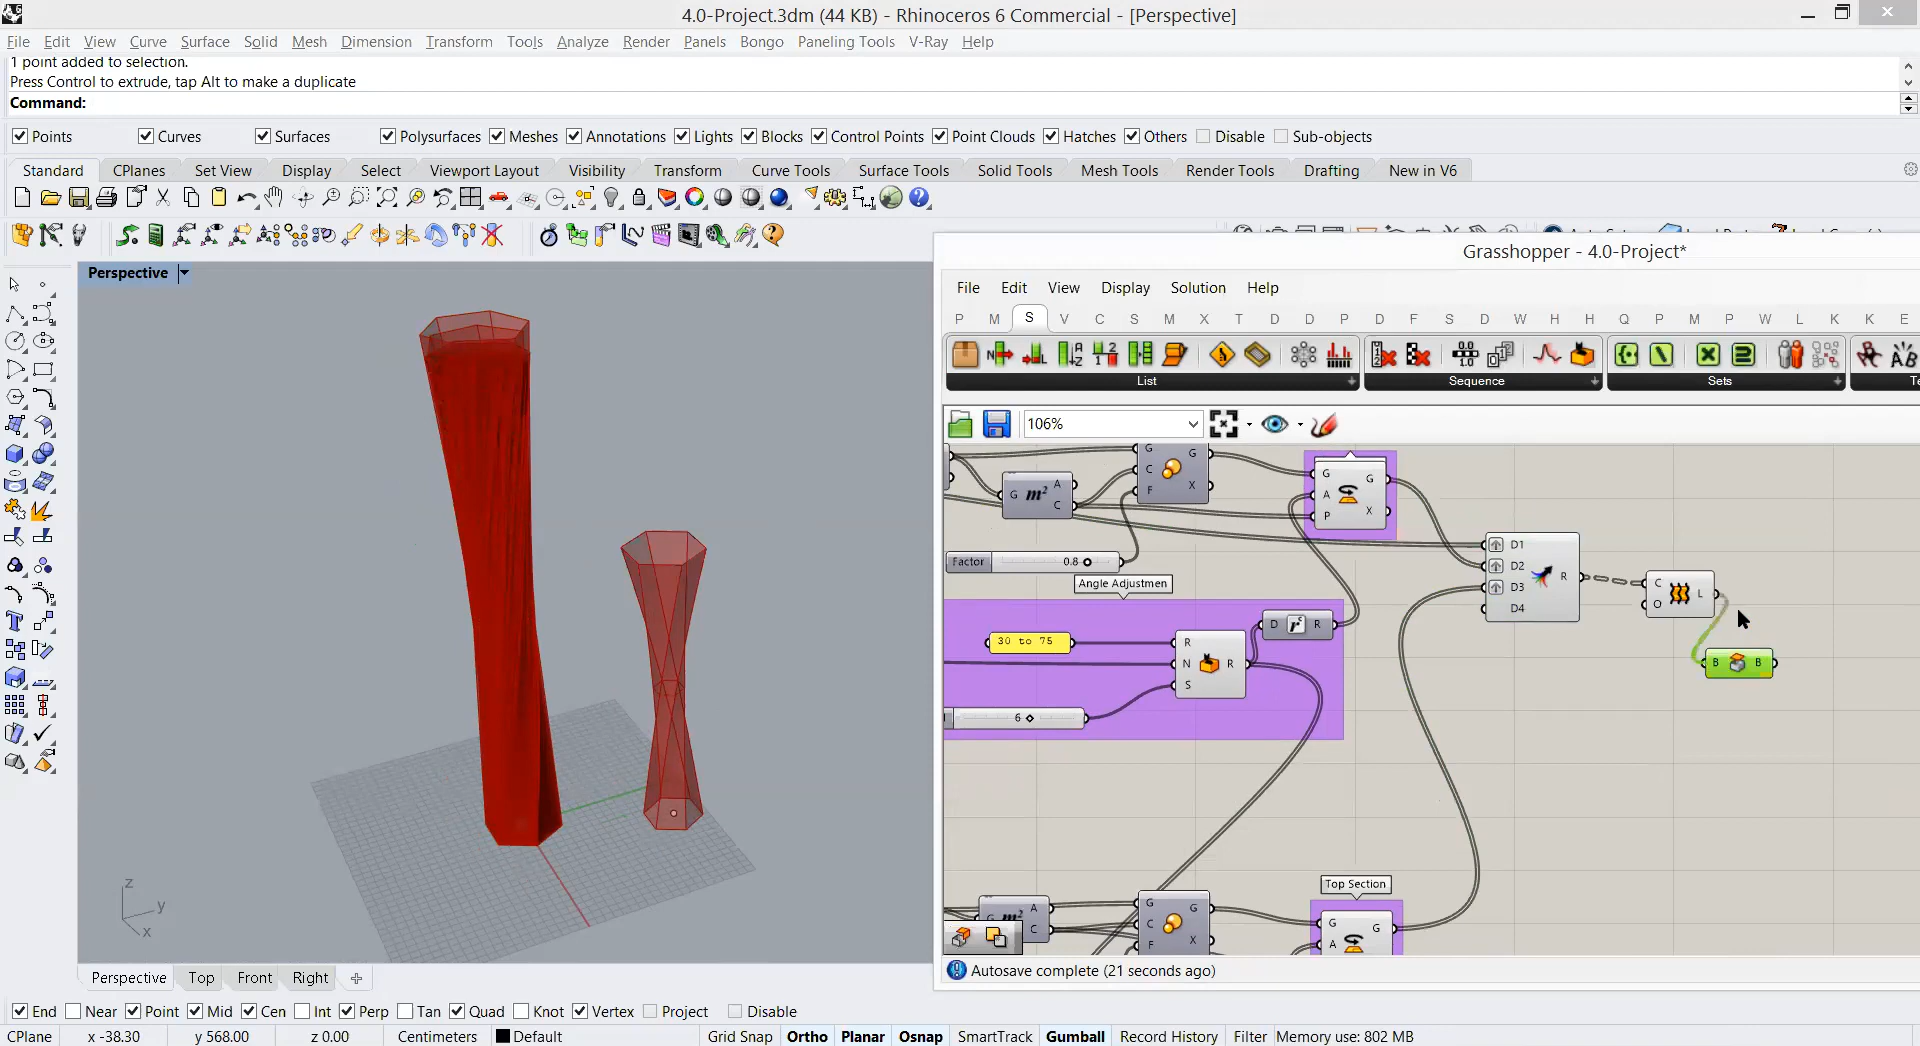 4.0-Project.3dm (44 KB) - Rhinoceros 6 Commercial - [Perspective]
File Edit View Curve Surface Solid Mesh Dimension Transform Tools Analyze Render Panels Bongo Paneling Tools V-Ray Help
1 point added to selection.
Press Control to extrude, tap Alt to make a duplicate
Command:
Points Curves Surfaces Polysurfaces Meshes Annotations Lights Blocks Control Points Point Clouds Hatches Others Disable Sub-objects
Standard CPlanes Set View Display Select Viewport Layout Visibility Transform Curve Tools Surface Tools Solid Tools Mesh Tools Render Tools Drafting New in V6
Perspective
Grasshopper - 4.0-Project*
File Edit View Display Solution Help
P M S V C S M X T D D P D F S D W H H Q P M P W L K K E
List Sequence Sets
106%
G C F G X
G m² A C
G A P G X
D1 D2 D3 D4 R
Factor 0.8
Angle Adjustmen
C O L
30 to 75
R N S R
D r R
B B
6
Top Section
G C F G X
A C
G A G
z
y
x
Autosave complete (21 seconds ago)
Perspective Top Front Right
End Near Point Mid Cen Int Perp Tan Quad Knot Vertex Project Disable
CPlane x -38.30 y 568.00 z 0.00 Centimeters Default Grid Snap Ortho Planar Osnap SmartTrack Gumball Record History Filter Memory use: 802 MB